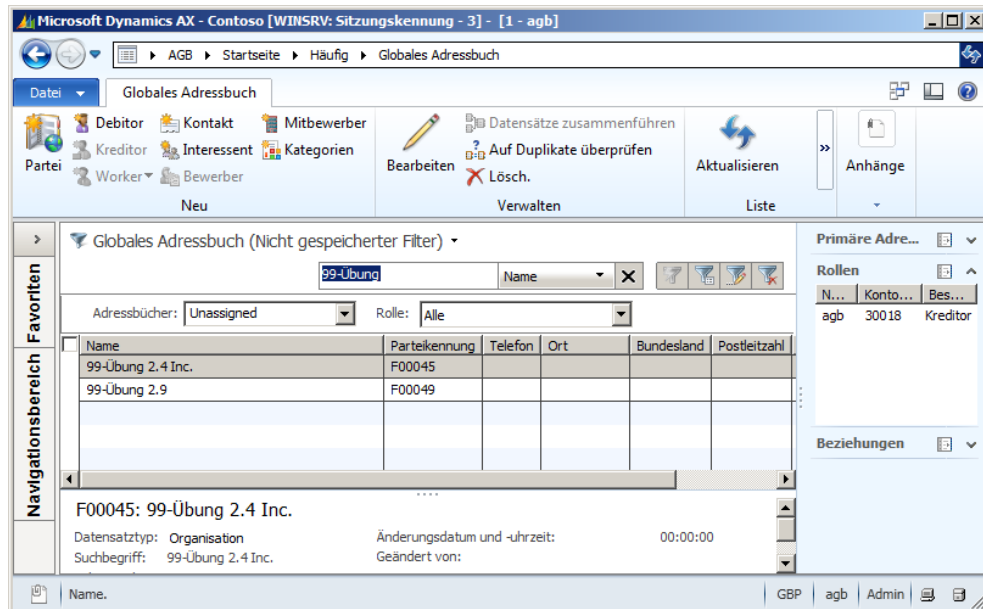 Microsoft Dynamics AX - Contoso [WINSRV: Sitzungskennung - 3] - [1 - agb]
AGB Startseite Häufig Globales Adressbuch
Datei Globales Adressbuch
Partei
Debitor Kontakt Mitbewerber
Kreditor Interessent Kategorien
Worker Bewerber
Neu
Bearbeiten
Datensätze zusammenführen
Auf Duplikate überprüfen
Lösch.
Verwalten
Aktualisieren
Liste
»
Anhänge
Favoriten
Navigationsbereich
Globales Adressbuch (Nicht gespeicherter Filter)
99-Übung Name
Adressbücher: Unassigned Rolle: Alle
Name Parteikennung Telefon Ort Bundesland Postleitzahl
99-Übung 2.4 Inc. F00045
99-Übung 2.9 F00049
F00045: 99-Übung 2.4 Inc.
Datensatztyp: Organisation Änderungsdatum und -uhrzeit: 00:00:00
Suchbegriff: 99-Übung 2.4 Inc. Geändert von:
Primäre Adre...
Rollen
N... Konto... Bes...
agb 30018 Kreditor
Beziehungen
Name. GBP agb Admin